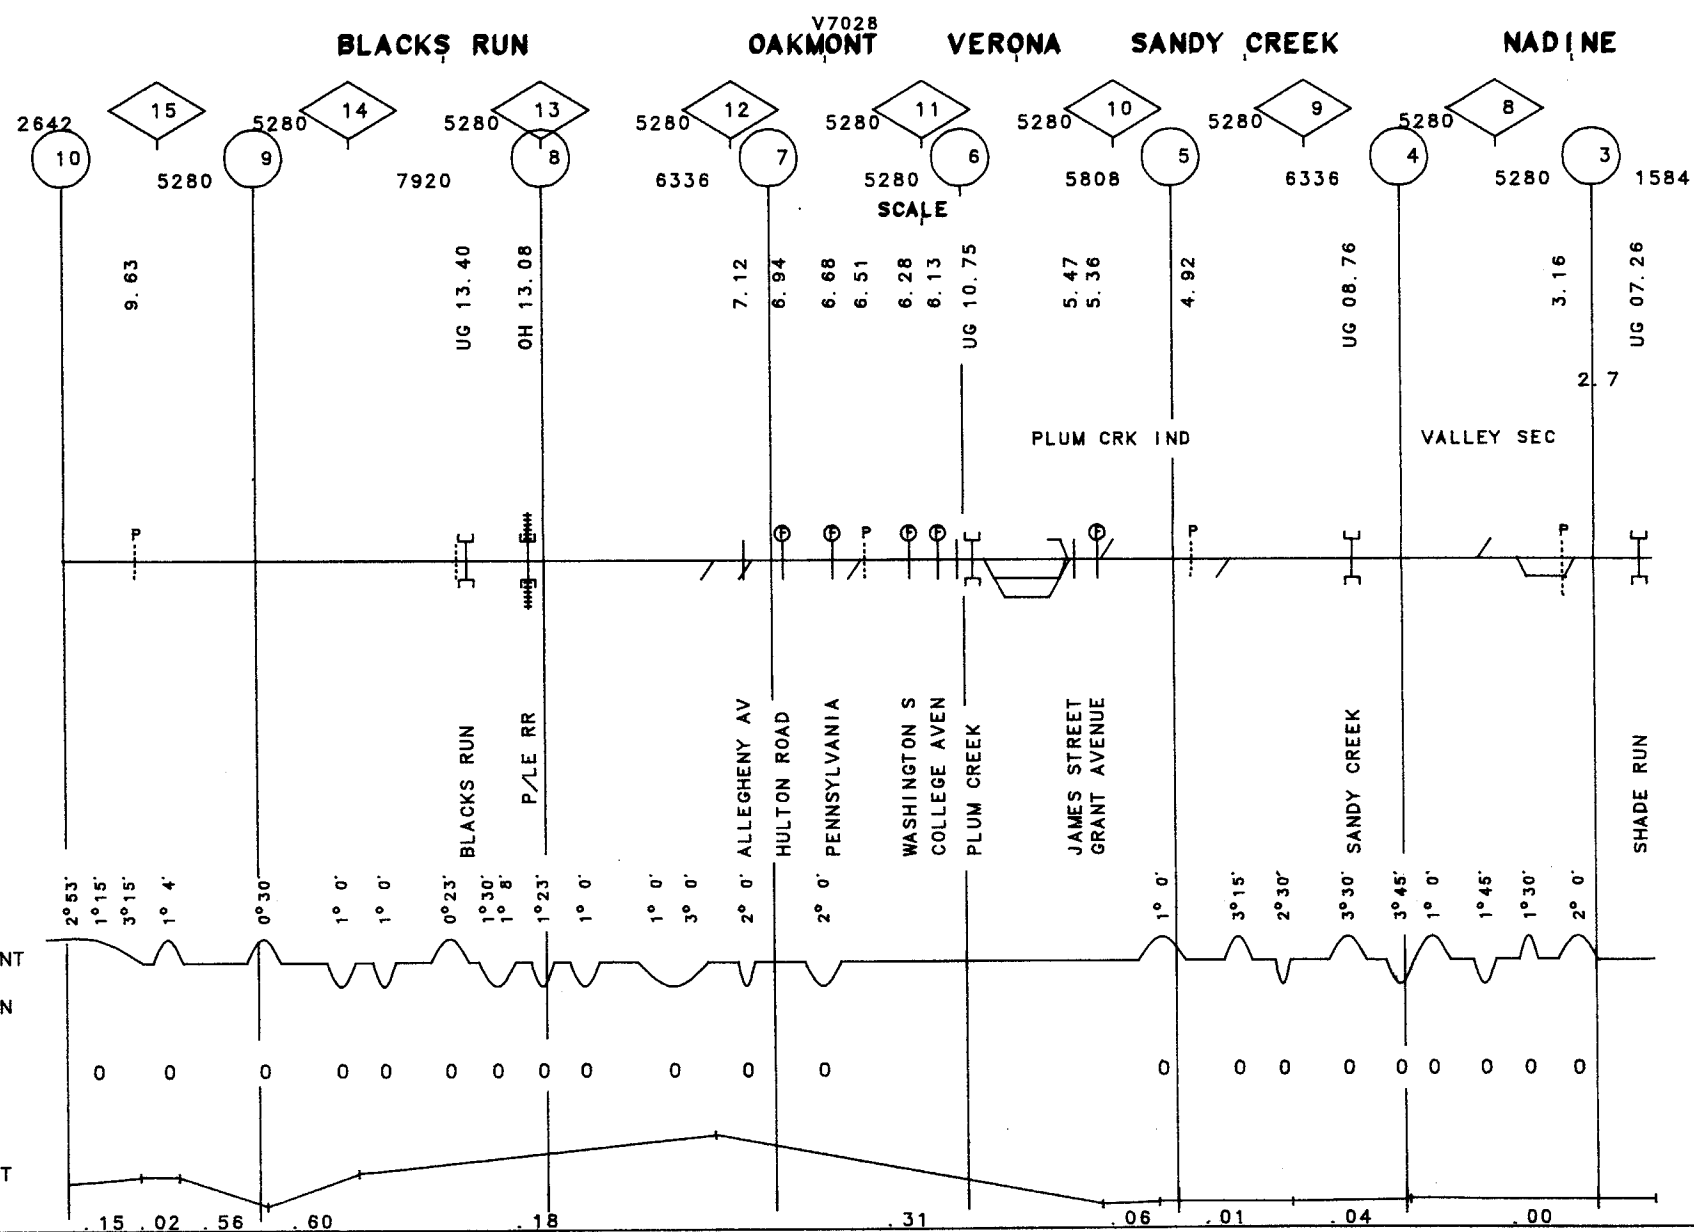 V7028
BLACKS RUN OAKMONT VERONA SANDY CREEK NADINE
15 14 13 12 11 10 9 8
2642 5280 5280 5280 5280 5280 5280 5280
10 9 8 7 6 5 4 3
5280 7920 6336 5280 5808 6336 5280 1584
SCALE
9.63
UG 13.40
OH 13.08
7.12
6.94
6.68
6.51
6.28
6.13
UG 10.75
5.47
5.36
4.92
UG 08.76
3.16
UG 07.26
2.7
PLUM CRK IND VALLEY SEC
P F F P F F F P P
BLACKS RUN
P/LE RR
ALLEGHENY AV
HULTON ROAD
PENNSYLVANIA
WASHINGTON S
COLLEGE AVEN
PLUM CREEK
JAMES STREET
GRANT AVENUE
SANDY CREEK
SHADE RUN
2°53'
1°15'
3°15'
1° 4'
0°30'
1° 0'
1° 0'
0°23'
1°30'
1° 8'
1°23'
1° 0'
1° 0'
3° 0'
2° 0'
2° 0'
1° 0'
3°15'
2°30'
3°30'
3°45'
1° 0'
1°45'
1°30'
2° 0'
NT
N
0 0 0 0 0 0 0 0 0 0 0 0 0 0 0 0 0 0 0 0 0
T
.15 .02 .56 .60 .18 .31 .06 .01 .04 .00